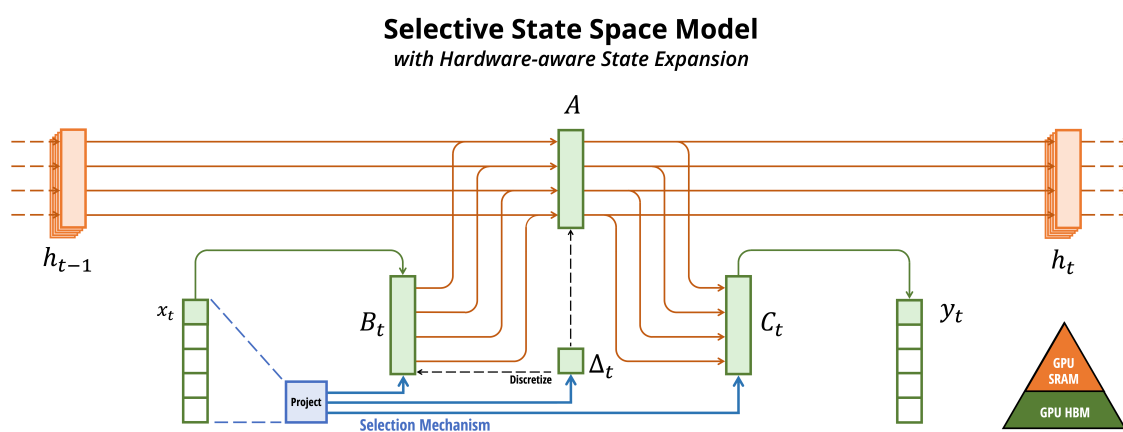 Selective State Space Model
with Hardware-aware State Expansion
A
h_{t-1}
h_t
x_t
B_t
C_t
y_t
Δ_t
Discretize
Project
Selection Mechanism
GPU
SRAM
GPU HBM